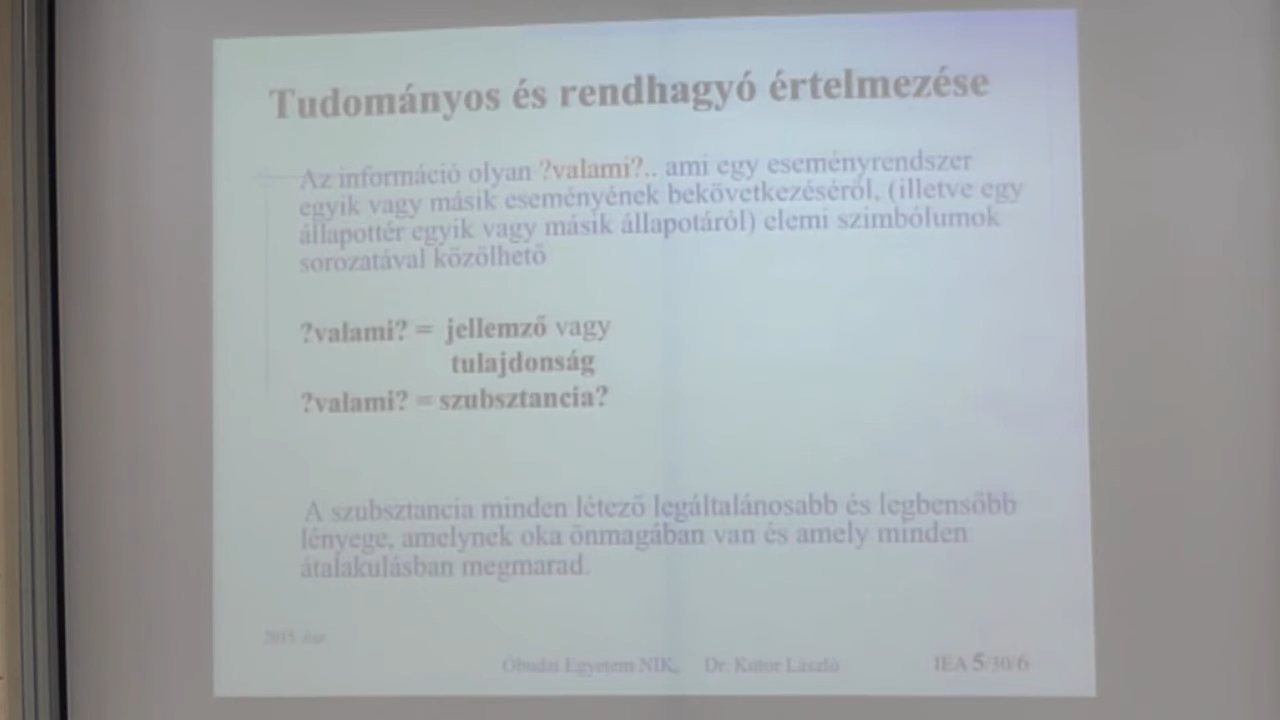 Tudományos és rendhagyó értelmezése
Az információ olyan ?valami?.. ami egy eseményrendszer
egyik vagy másik eseményének bekövetkezéséről, (illetve egy
állapottér egyik vagy másik állapotáról) elemi szimbólumok
sorozatával közölhető
?valami? = jellemző vagy
tulajdonság
?valami? = szubsztancia?
A szubsztancia minden létező legáltalánosabb és legbensőbb
lényege, amelynek oka önmagában van és amely minden
átalakulásban megmarad.
2015
Óbudai Egyetem NIK, Dr. Kutor László
IEA 5/30/6